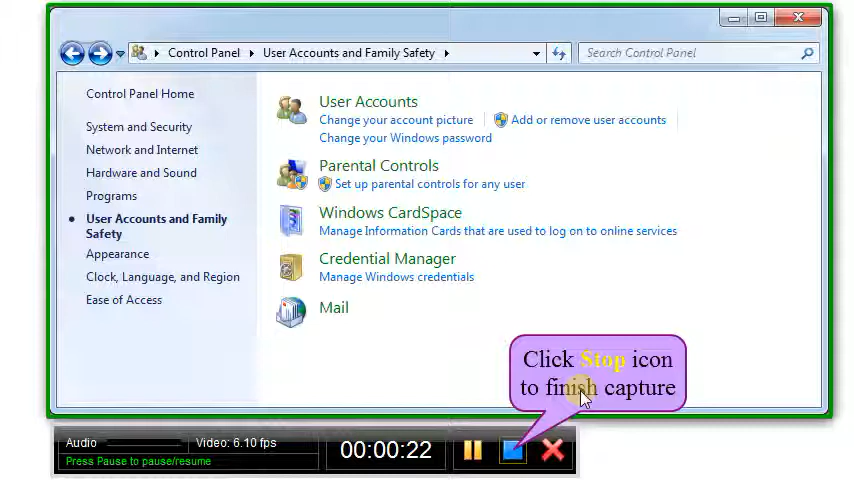 Control Panel
User Accounts and Family Safety
Search Control Panel
Control Panel Home
System and Security
Network and Internet
Hardware and Sound
Programs
User Accounts and Family
Safety
Appearance
Clock, Language, and Region
Ease of Access
User Accounts
Change your account picture
Add or remove user accounts
Change your Windows password
Parental Controls
Set up parental controls for any user
Windows CardSpace
Manage Information Cards that are used to log on to online services
Credential Manager
Manage Windows credentials
Mail
Click Stop icon
to finish capture
Audio
Video: 6.10 fps
Press Pause to pause/resume
00:00:22